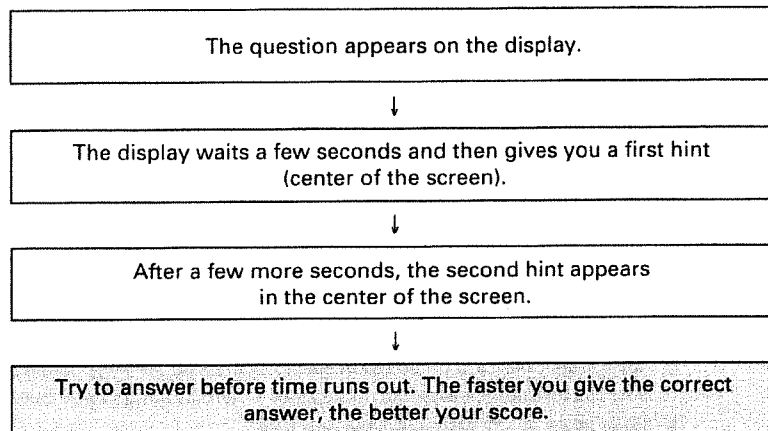 The question appears on the display.
↓
The display waits a few seconds and then gives you a first hint
(center of the screen).
↓
After a few more seconds, the second hint appears
in the center of the screen.
↓
Try to answer before time runs out. The faster you give the correct
answer, the better your score.